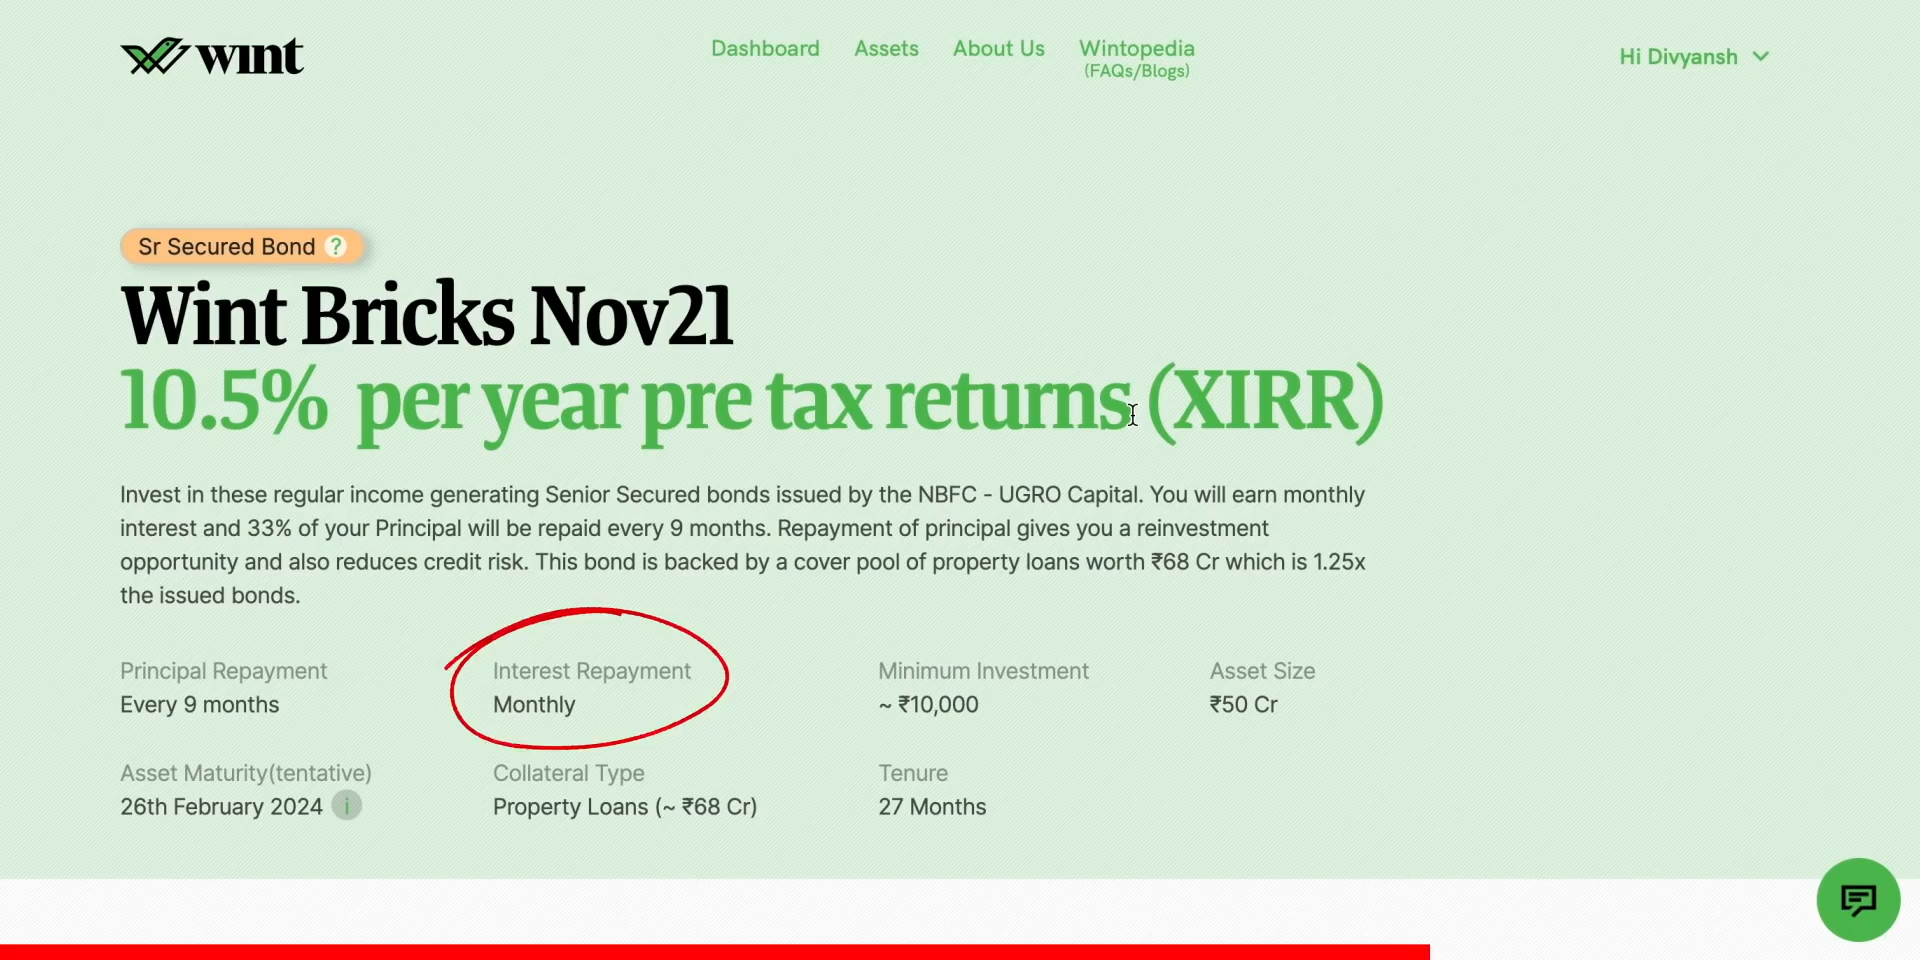 wint
Dashboard
Assets
About Us
Wintopedia
(FAQs/Blogs)
Hi Divyansh
Sr Secured Bond ?
Wint Bricks Nov21
10.5% per year pre tax returns (XIRR)
Invest in these regular income generating Senior Secured bonds issued by the NBFC - UGRO Capital. You will earn monthly
interest and 33% of your Principal will be repaid every 9 months. Repayment of principal gives you a reinvestment
opportunity and also reduces credit risk. This bond is backed by a cover pool of property loans worth ₹68 Cr which is 1.25x
the issued bonds.
Principal Repayment
Every 9 months
Interest Repayment
Monthly
Minimum Investment
~ ₹10,000
Asset Size
₹50 Cr
Asset Maturity(tentative)
26th February 2024 i
Collateral Type
Property Loans (~ ₹68 Cr)
Tenure
27 Months